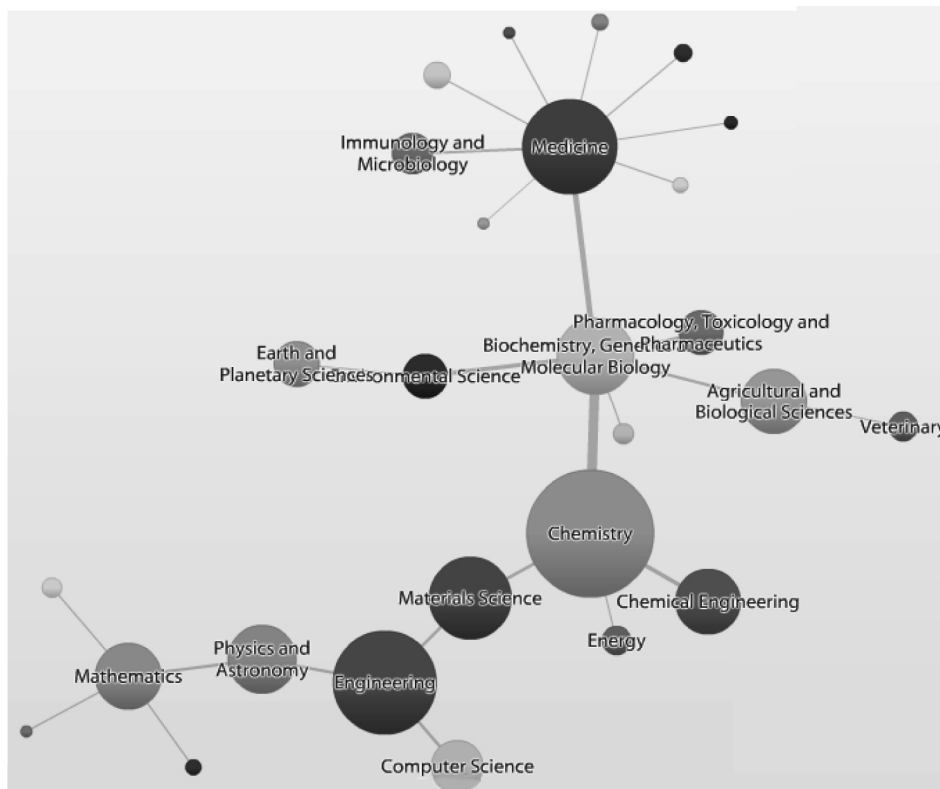 Medicine
Immunology and
Microbiology
Pharmacology, Toxicology and
Pharmaceutics
Biochemistry,
Molecular Biology
Earth and
Planetary Sciences
Science
Agricultural and
Biological Sciences
Veterinary
Chemistry
Materials Science
Chemical Engineering
Energy
Physics and
Astronomy
Mathematics
Engineering
Computer Science